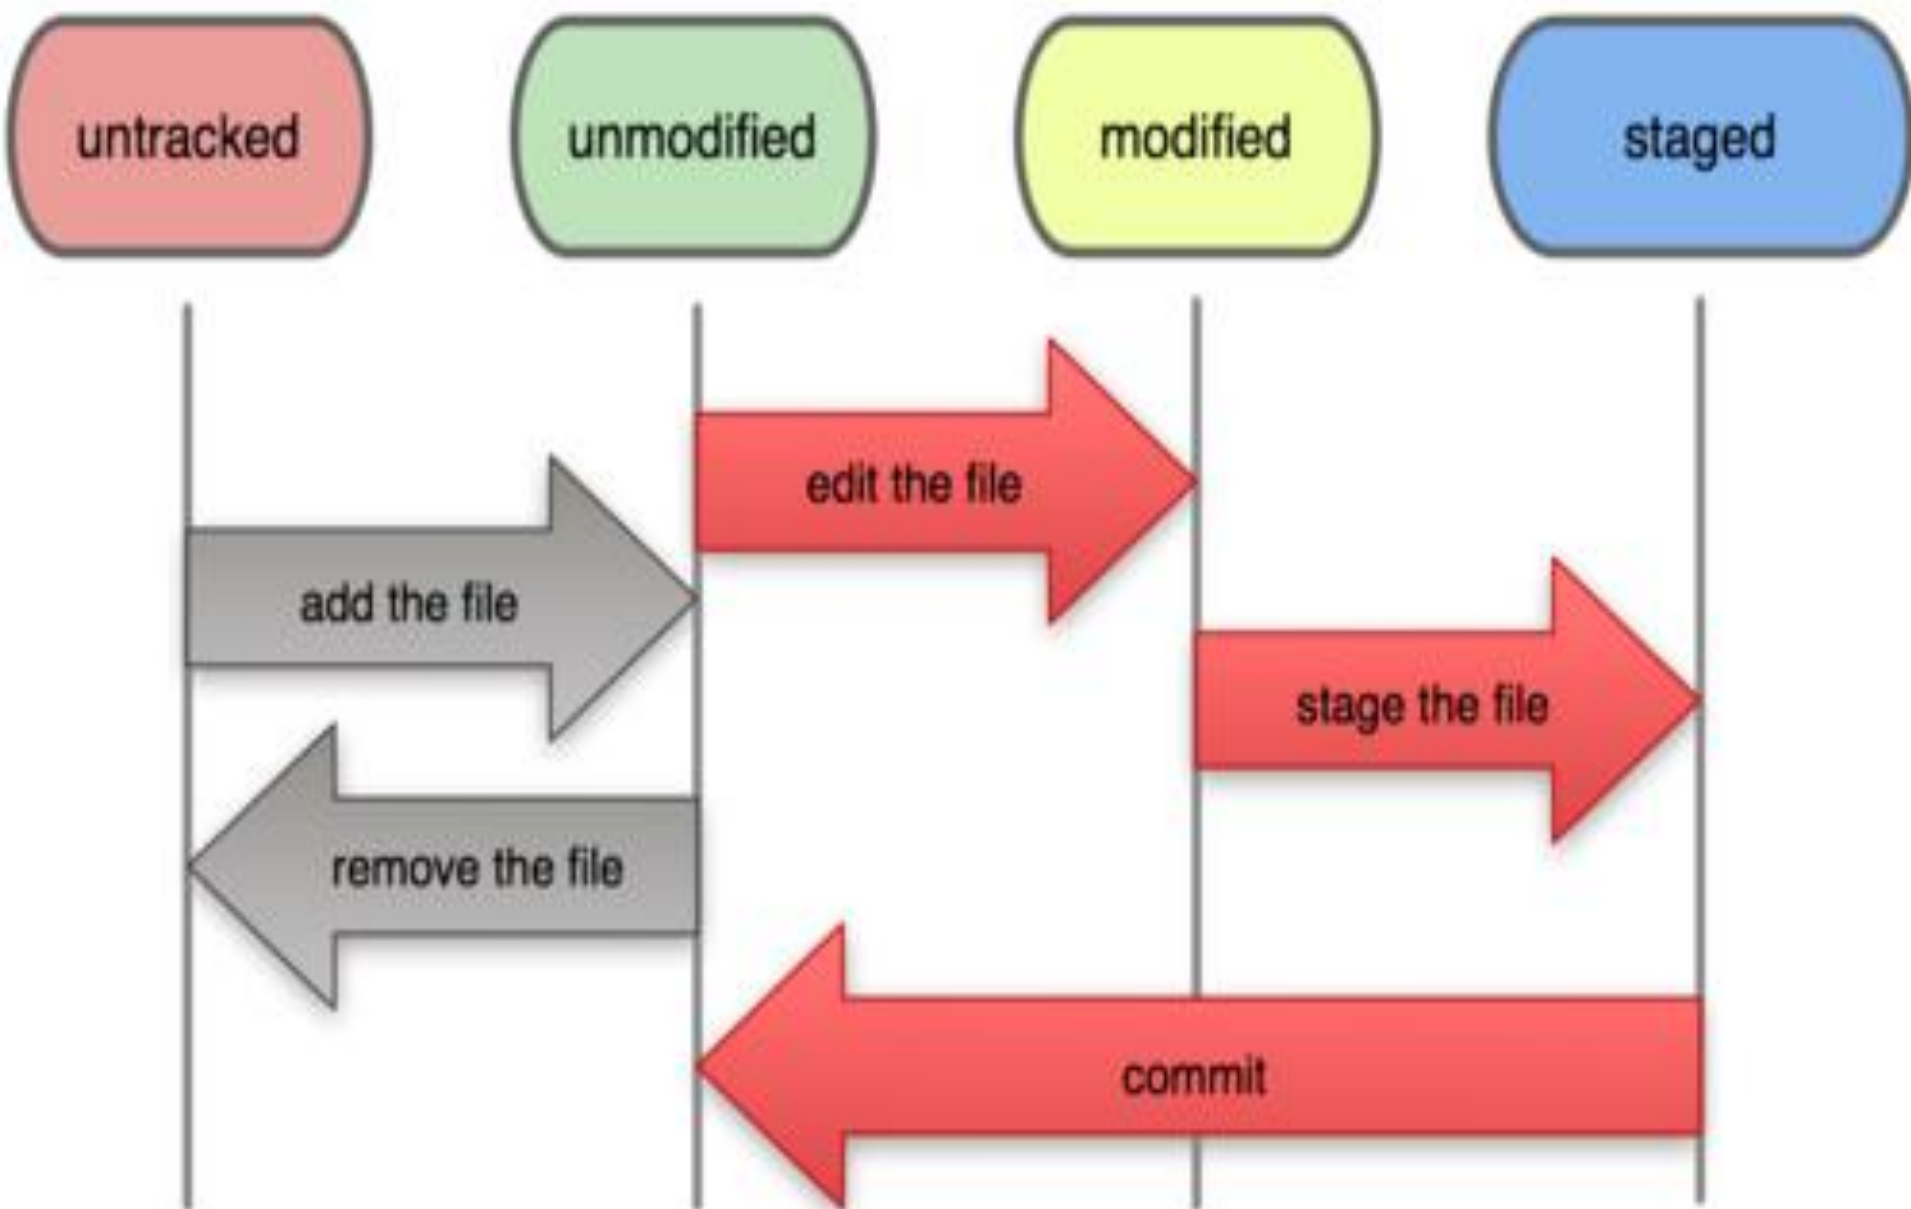 untracked
unmodified
modified
staged
edit the file
add the file
stage the file
remove the file
commit